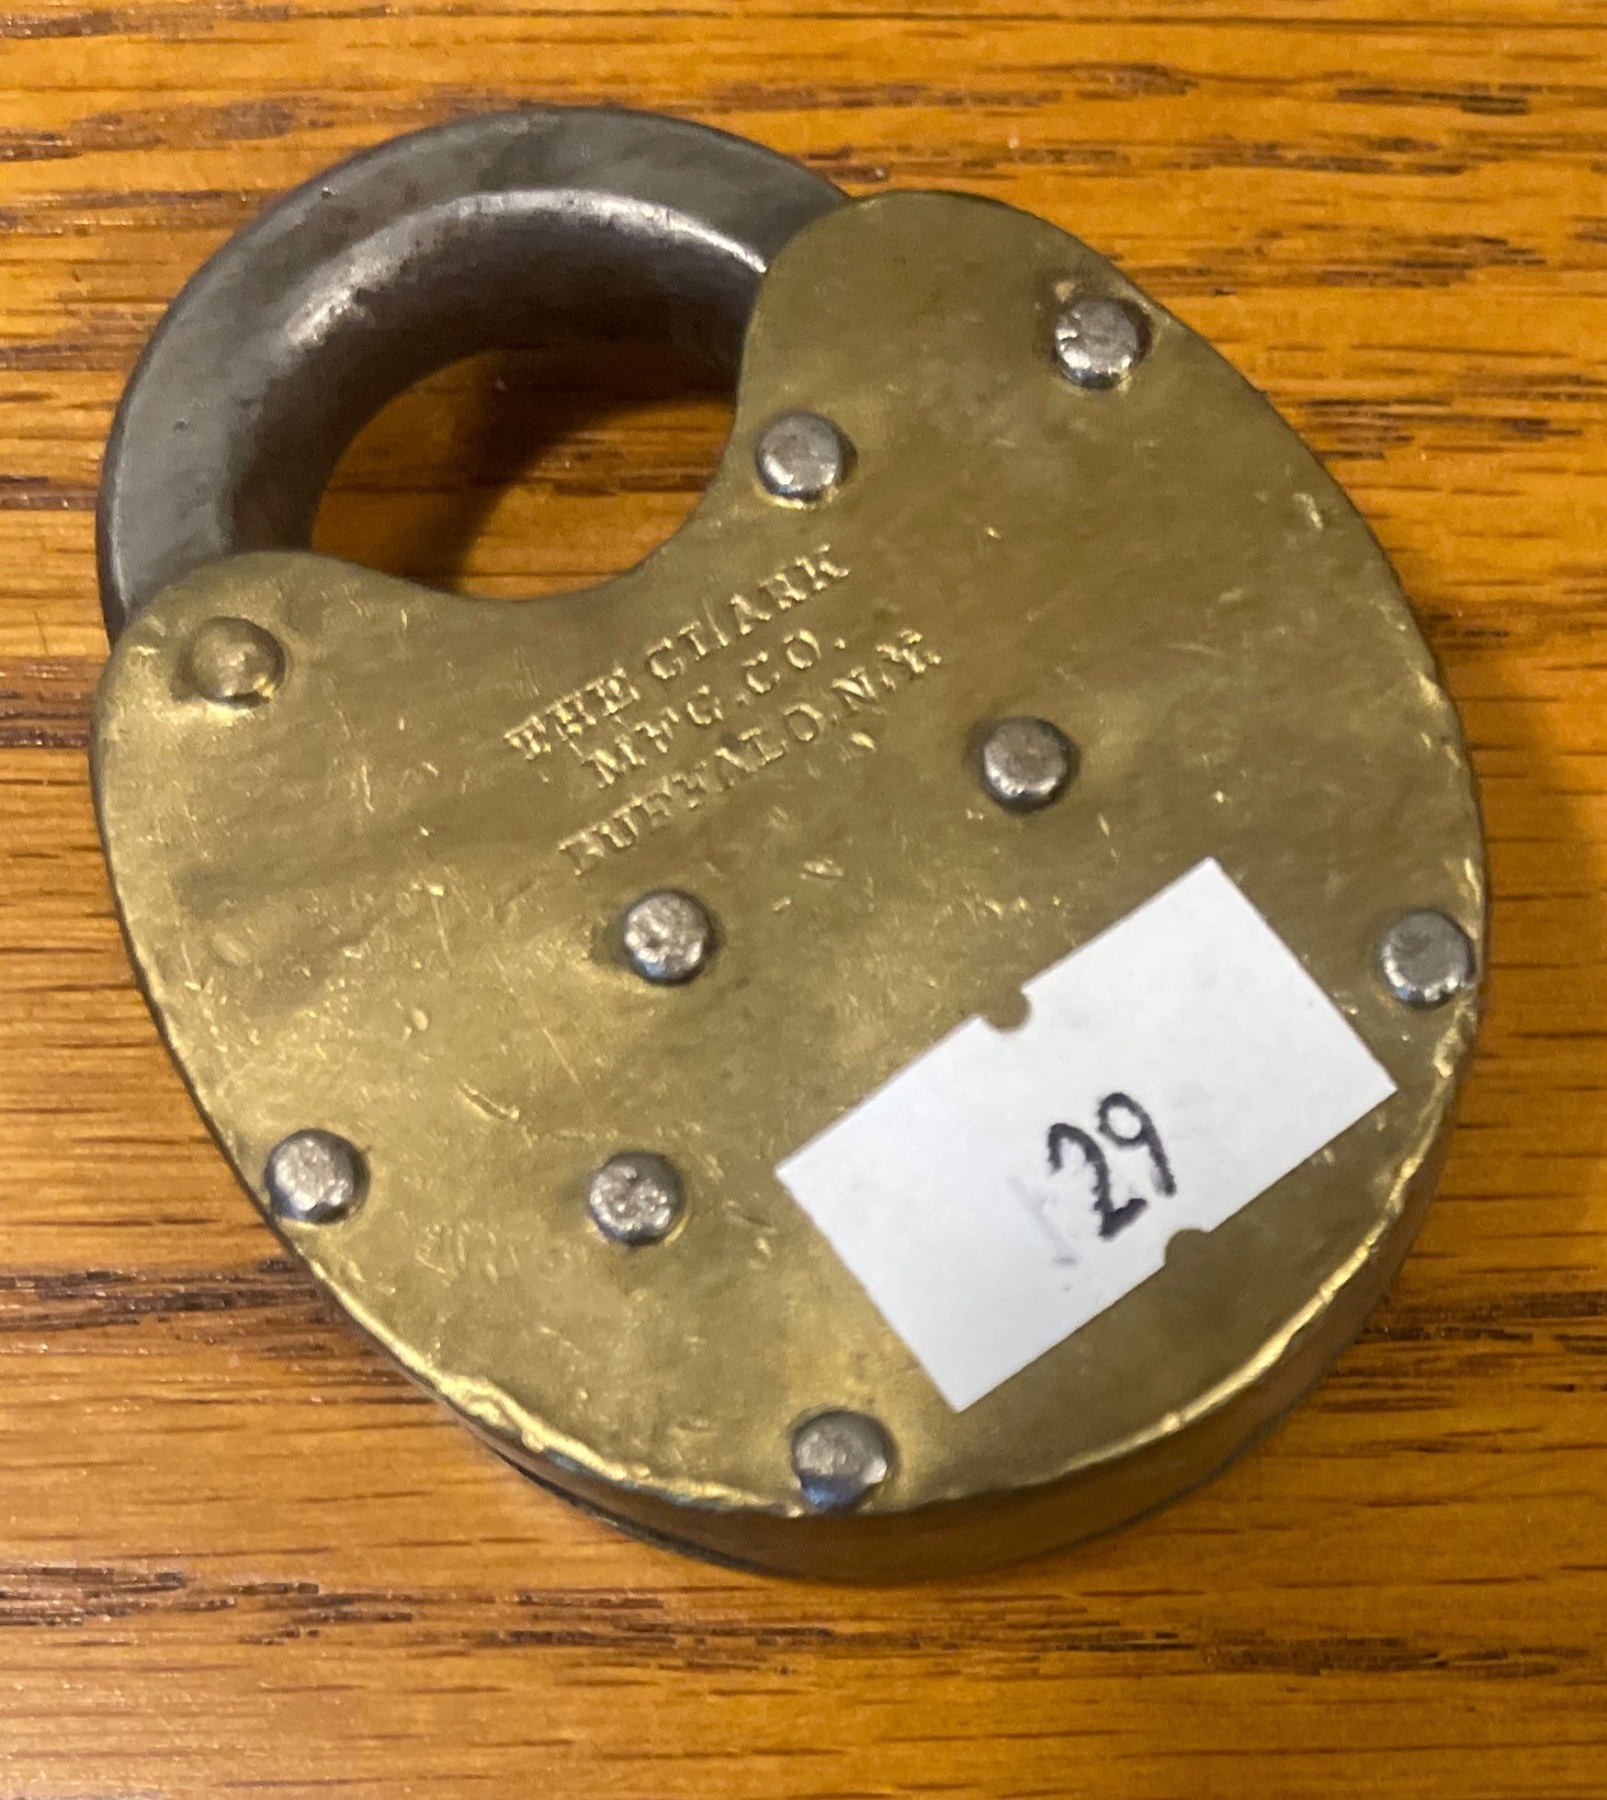 THE CLARK
MFG. CO.
BUFFALO, N.Y.
29